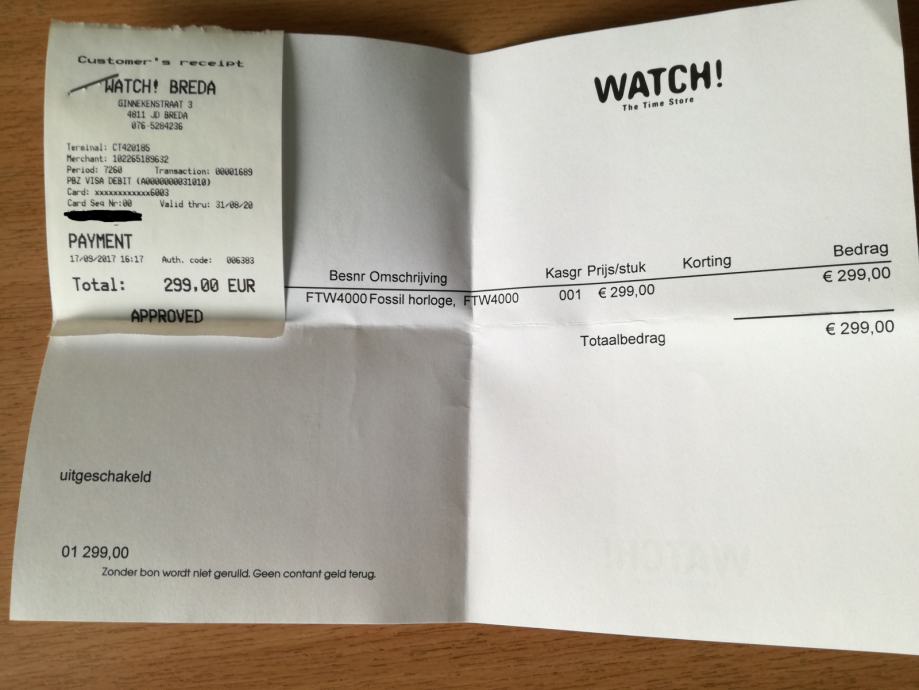 Customer's receipt
WATCH! BREDA
GINNEKENSTRAAT 3
4811 JD BREDA
076-5284236
Terminal: CT420185
Merchant: 102265189632
Period: 7260 Transaction: 00001689
PBZ VISA DEBIT (A0000000031010)
Card: xxxxxxxxxxxx6003
Card Seq Nr:00 Valid thru: 31/08/20
PAYMENT
17/09/2017 16:17 Auth. code: 006383
Total: 299,00 EUR
APPROVED
WATCH!
The Time Store
Besnr Omschrijving Kasgr Prijs/stuk Korting Bedrag
FTW4000 Fossil horloge, FTW4000 001 € 299,00 € 299,00
Totaalbedrag € 299,00
uitgeschakeld
01 299,00
Zonder bon wordt niet geruild. Geen contant geld terug.
WATCH!